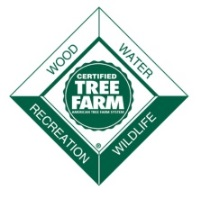 WOOD
WATER
CERTIFIED
TREE
FARM
AMERICAN TREE FARM SYSTEM
RECREATION
WILDLIFE
®